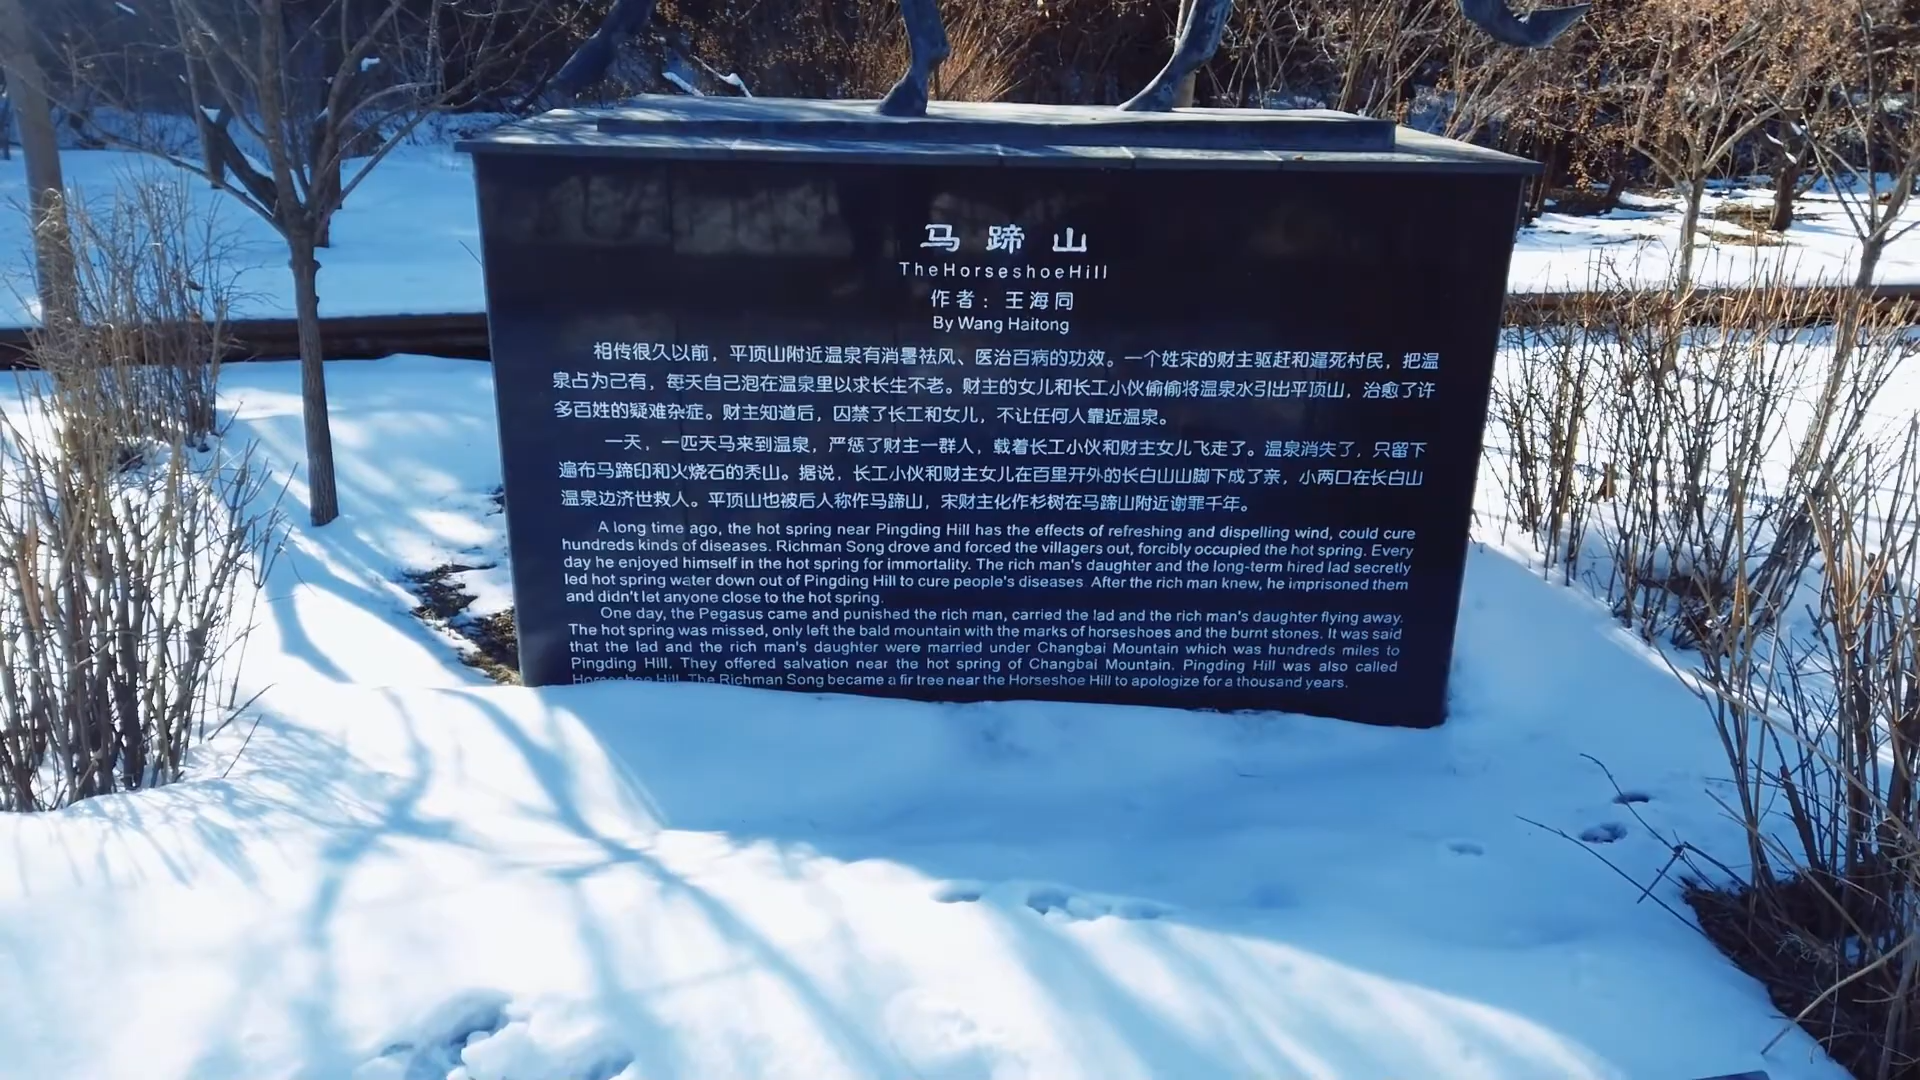 马蹄山
TheHorseshoeHill
作者：王海同
By Wang Haitong
相传很久以前，平顶山附近温泉有消暑祛风、医治百病的功效。一个姓宋的财主驱赶和逼死村民，把温
泉占为己有，每天自己泡在温泉里以求长生不老。财主的女儿和长工小伙偷偷将温泉水引出平顶山，治愈了许
多百姓的疑难杂症。财主知道后，囚禁了长工和女儿，不让任何人靠近温泉。
一天，一匹天马来到温泉，严惩了财主一群人，载着长工小伙和财主女儿飞走了。温泉消失了，只留下
遍布马蹄印和火烧石的秃山。据说，长工小伙和财主女儿在百里开外的长白山山脚下成了亲，小两口在长白山
温泉边济世救人。平顶山也被后人称作马蹄山，宋财主化作杉树在马蹄山附近谢罪千年。
A long time ago, the hot spring near Pingding Hill has the effects of refreshing and dispelling wind, could cure
hundreds kinds of diseases. Richman Song drove and forced the villagers out, forcibly occupied the hot spring. Every
day he enjoyed himself in the hot spring for immortality. The rich man's daughter and the long-term hired lad secretly
led hot spring water down out of Pingding Hill to cure people's diseases. After the rich man knew, he imprisoned them
and didn't let anyone close to the hot spring.
One day, the Pegasus came and punished the rich man, carried the lad and the rich man's daughter flying away.
The hot spring was missed, only left the bald mountain with the marks of horseshoes and the burnt stones. It was said
that the lad and the rich man's daughter were married under Changbai Mountain which was hundreds miles to
Pingding Hill. They offered salvation near the hot spring of Changbai Mountain. Pingding Hill was also called
Horseshoe Hill. The Richman Song became a fir tree near the Horseshoe Hill to apologize for a thousand years.